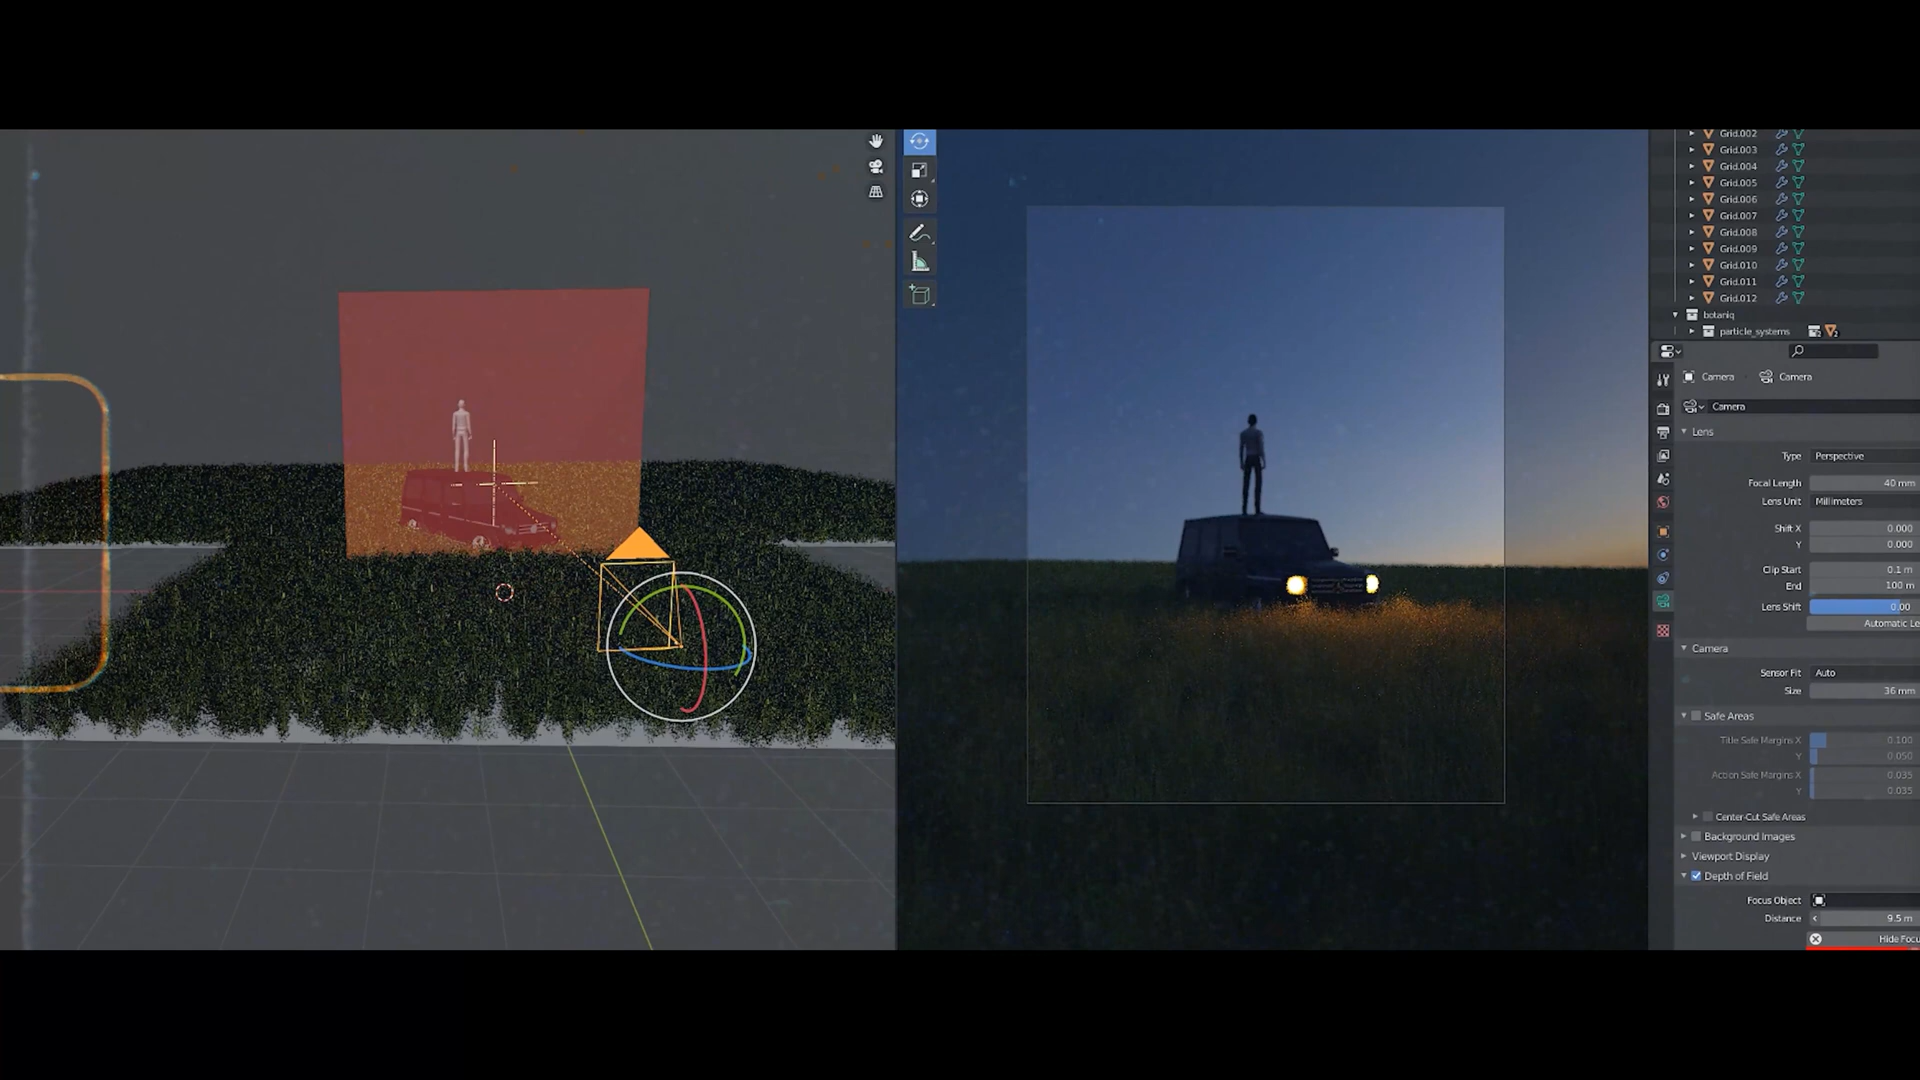 Grid.002
Grid.003
Grid.004
Grid.005
Grid.006
Grid.007
Grid.008
Grid.009
Grid.010
Grid.011
Grid.012
botaniq
particle_systems
Camera Camera
Camera
Lens
Type Perspective
Focal Length 40 mm
Lens Unit Millimeters
Shift X 0.000
Y 0.000
Clip Start 0.1 m
End 100 m
Lens Shift 0.00
Automatic Le
Camera
Sensor Fit Auto
Size 36 mm
Safe Areas
Title Safe Margins X 0.100
Y 0.050
Action Safe Margins X 0.035
Y 0.035
Center-Cut Safe Areas
Background Images
Viewport Display
Depth of Field
Focus Object
Distance 9.5 m
Hide Focu